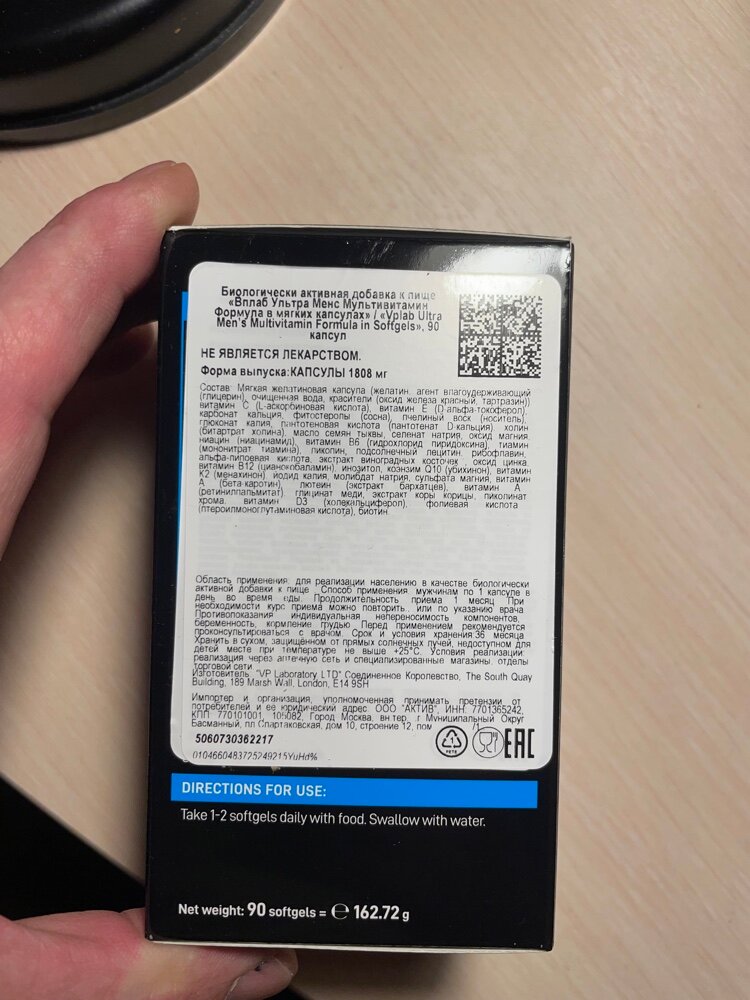 Биологически активная добавка к пище
«Вплаб Ультра Менс Мультивитамин
Формула в мягких капсулах» / «Vplab Ultra
Men's Multivitamin Formula in Softgels», 90
капсул
НЕ ЯВЛЯЕТСЯ ЛЕКАРСТВОМ.
Форма выпуска:КАПСУЛЫ 1808 мг
Состав: Мягкая желатиновая капсула (желатин, агент влагоудерживающий
(глицерин), очищенная вода, красители (оксид железа красный, тартразин))
витамин С (L-аскорбиновая кислота), витамин Е (D-альфа-токоферол),
карбонат кальция, фитостеролы (сосна), пчелиный воск (носитель),
глюконат калия, пантотеновая кислота (пантотенат D-кальция), холин
(битартрат холина), масло семян тыквы, селенат натрия, оксид магния,
ниацин (ниацинамид), витамин В6 (гидрохлорид пиридоксина), тиамин
(мононитрат тиамина), ликопин, подсолнечный лецитин, рибофлавин,
альфа-липоевая кислота, экстракт виноградных косточек, оксид цинка,
витамин В12 (цианокобаламин), инозитол, коэнзим Q10 (убихинон), витамин
К2 (менахинон), йодид калия, молибдат натрия, сульфата магния, витамин
А (бета-каротин), лютеин (экстракт бархатцев), витамин А
(ретинилпальмитат), глицинат меди, экстракт коры корицы, пиколинат
хрома, витамин D3 (холекальциферол), фолиевая кислота
(птероилмоноглутаминовая кислота), биотин.
Область применения: для реализации населению в качестве биологически
активной добавки к пище. Способ применения: мужчинам по 1 капсуле в
день во время еды. Продолжительность приема 1 месяц. При
необходимости курс приема можно повторить, или по указанию врача
Противопоказания: индивидуальная непереносимость компонентов,
беременность, кормление грудью. Перед применением рекомендуется
проконсультироваться с врачом. Срок и условия хранения:36 месяца.
Хранить в сухом, защищённом от прямых солнечных лучей, недоступном для
детей месте при температуре не выше +25°С. Условия реализации:
реализация через аптечную сеть и специализированные магазины, отделы
торговой сети
Изготовитель: "VP Laboratory LTD" Соединенное Королевство, The South Quay
Building, 189 Marsh Wall, London, E14 9SH
Импортер и организация, уполномоченная принимать претензии от
потребителей и ее юридический адрес: ООО "АКТИВ", ИНН 7701365242,
КПП 770101001, 105082, Город Москва, вн.тер. г. Муниципальный Округ
Басманный, пл Спартаковская, дом 10, строение 12, пом
5060730362217
0104660483725249215YuHd%
1
PETE
EAC
DIRECTIONS FOR USE:
Take 1-2 softgels daily with food. Swallow with water.
Net weight: 90 softgels = ℮ 162.72 g